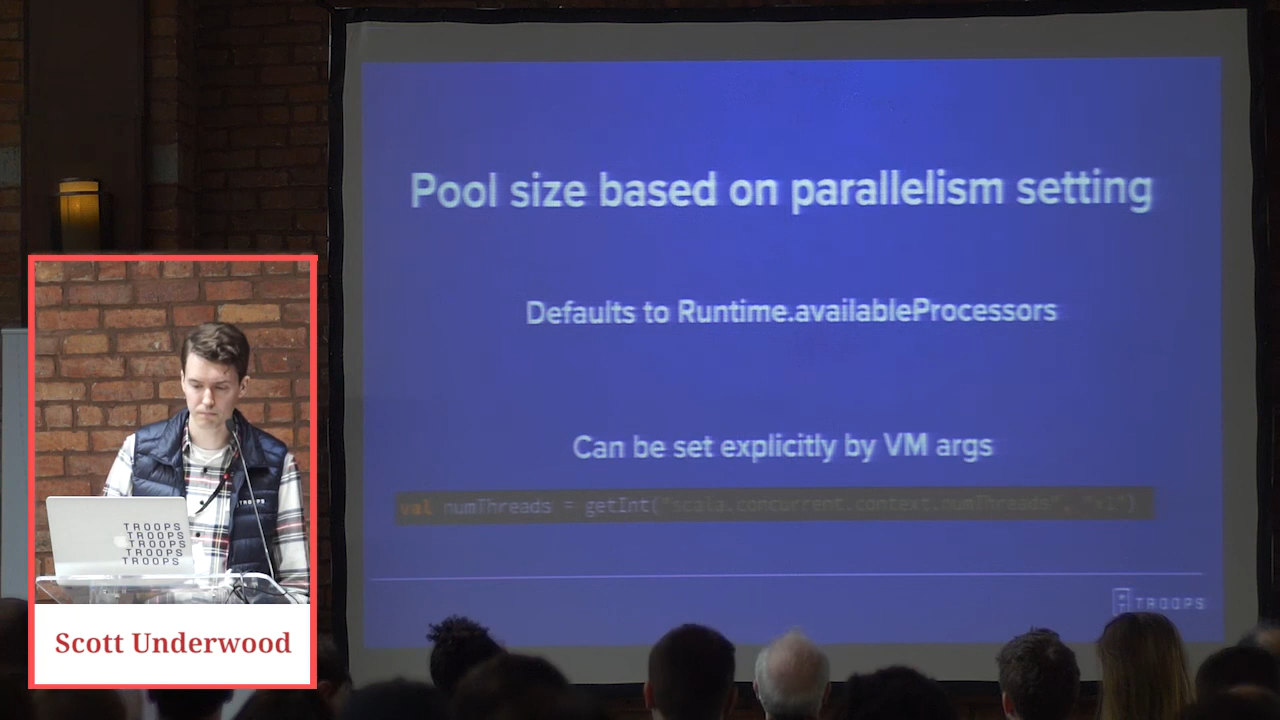 Pool size based on parallelism setting
Defaults to Runtime.availableProcessors
Can be set explicitly by VM args
val numThreads = getInt("scala.concurrent.context.numThreads", "x1")
TROOPS
TROOPS
TROOPS
TROOPS
TROOPS
TROOPS
TROOPS
Scott Underwood